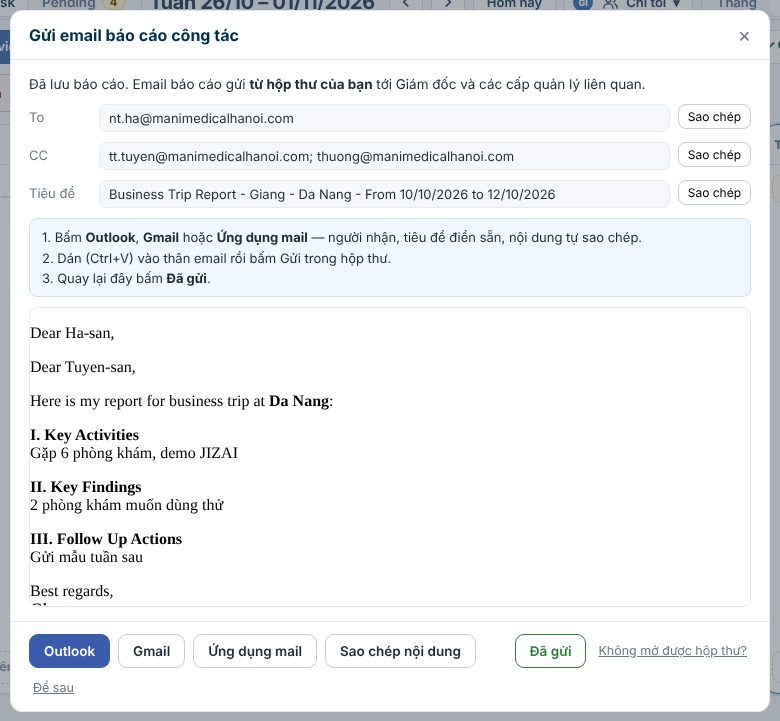 Pending 4 Tuần 26/10 – 01/11/2026 Hôm nay GI Chỉ tôi ▼ Tháng
Gửi email báo cáo công tác ×
Đã lưu báo cáo. Email báo cáo gửi từ hộp thư của bạn tới Giám đốc và các cấp quản lý liên quan.
To nt.ha@manimedicalhanoi.com Sao chép
CC tt.tuyen@manimedicalhanoi.com; thuong@manimedicalhanoi.com Sao chép
Tiêu đề Business Trip Report - Giang - Da Nang - From 10/10/2026 to 12/10/2026 Sao chép
1. Bấm Outlook, Gmail hoặc Ứng dụng mail — người nhận, tiêu đề điền sẵn, nội dung tự sao chép.
2. Dán (Ctrl+V) vào thân email rồi bấm Gửi trong hộp thư.
3. Quay lại đây bấm Đã gửi.
Dear Ha-san,
Dear Tuyen-san,
Here is my report for business trip at Da Nang:
I. Key Activities
Gặp 6 phòng khám, demo JIZAI
II. Key Findings
2 phòng khám muốn dùng thử
III. Follow Up Actions
Gửi mẫu tuần sau
Best regards,
Outlook Gmail Ứng dụng mail Sao chép nội dung Đã gửi Không mở được hộp thư?
Để sau